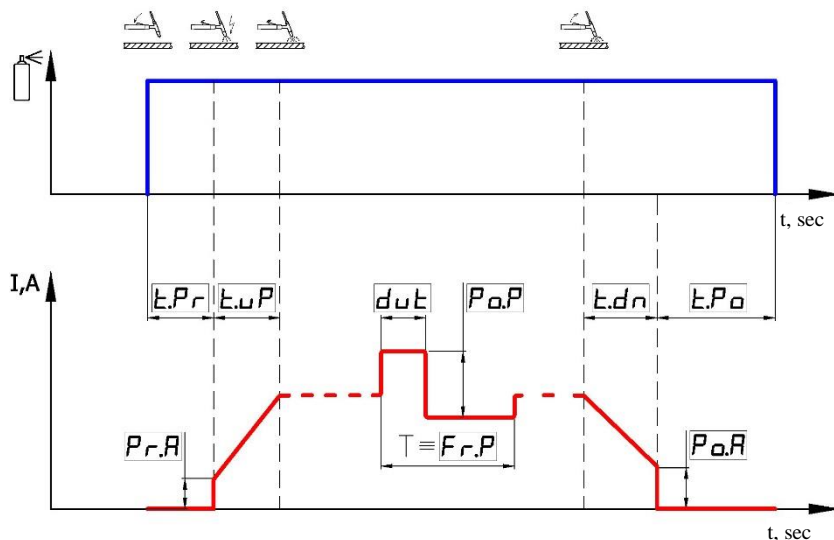 t, sec
I,A
t.Pr
t.uP
dut
Po.P
t.dn
t.Po
Pr.A
T ≡ Fr.P
Po.A
t, sec